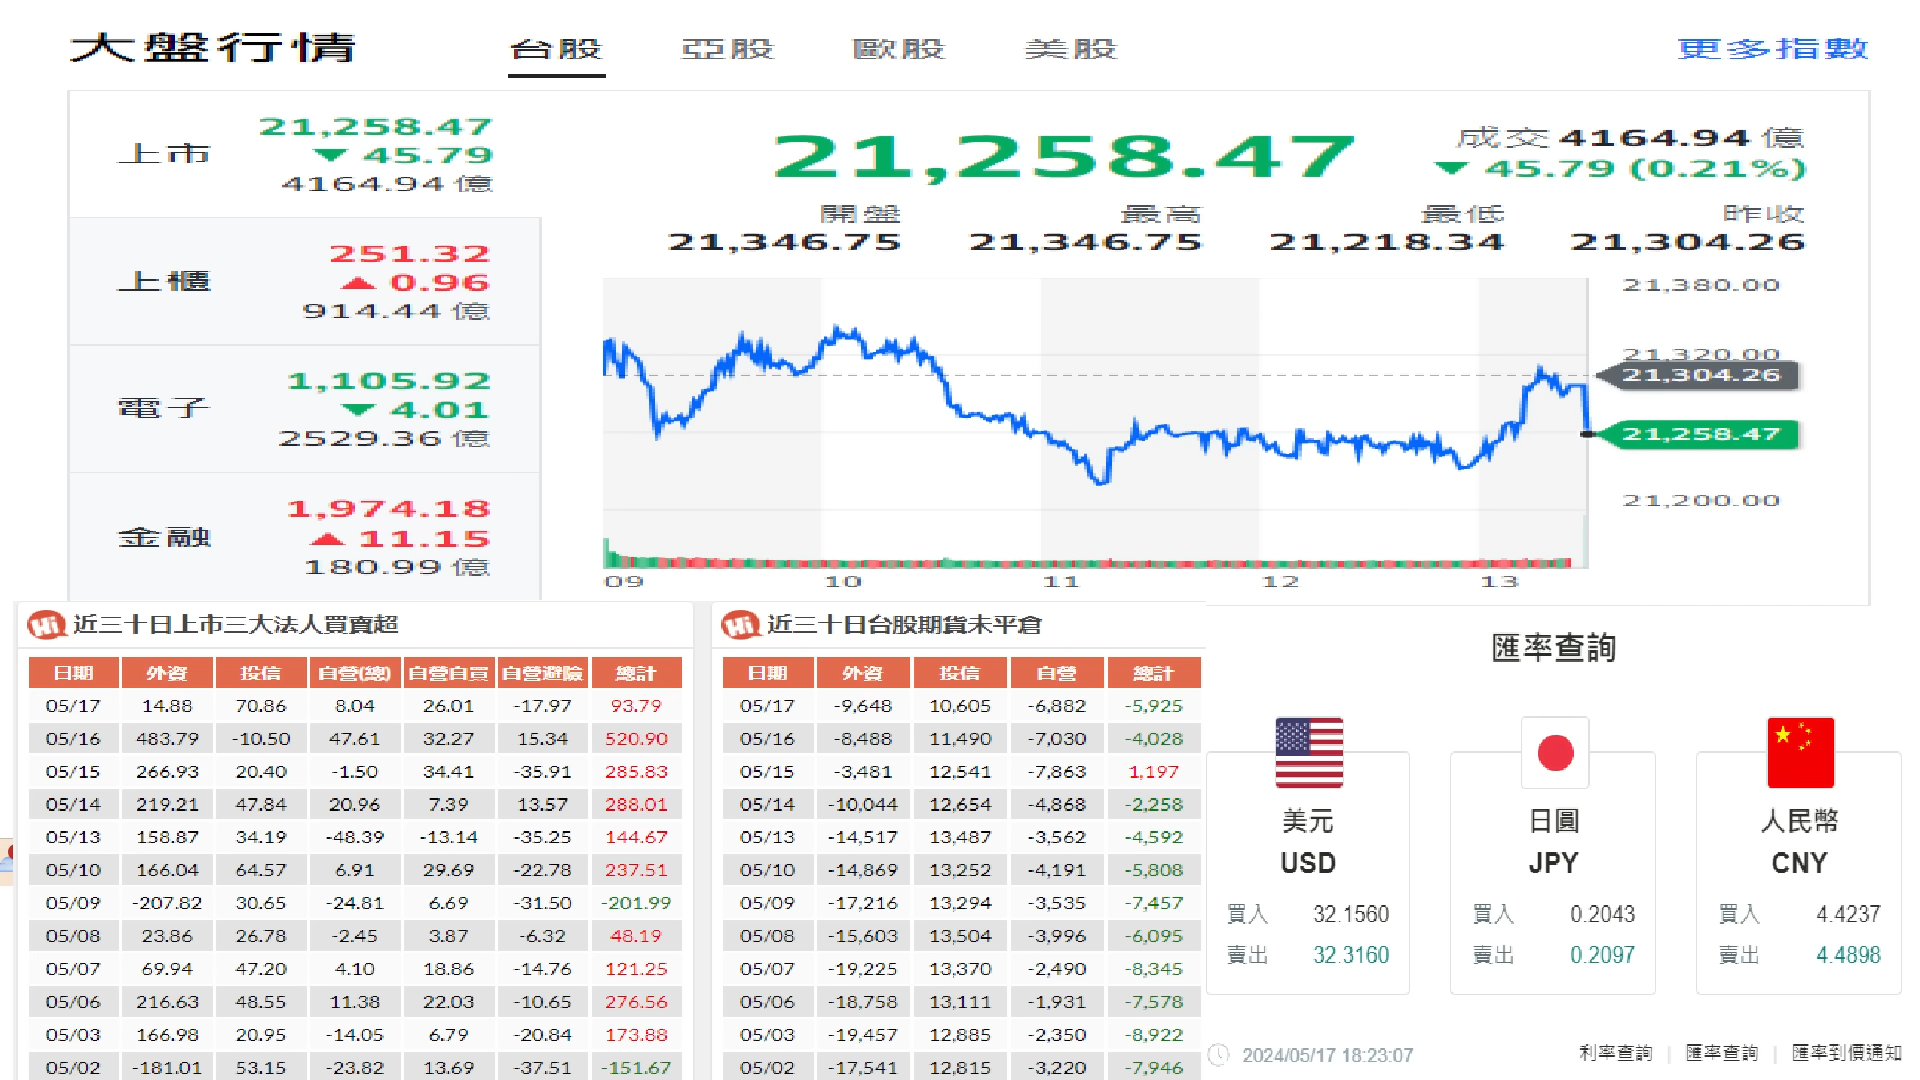 大盤行情 台股 亞股 歐股 美股 更多指數
上市 21,258.47
▼ 45.79
4164.94 億
上櫃 251.32
▲ 0.96
914.44 億
電子 1,105.92
▼ 4.01
2529.36 億
金融 1,974.18
▲ 11.15
180.99 億
21,258.47
成交 4164.94 億
▼ 45.79 (0.21%)
開盤 最高 最低 昨收
21,346.75 21,346.75 21,218.34 21,304.26
21,380.00
21,320.00
21,304.26
21,258.47
21,200.00
09 10 11 12 13
Hi 近三十日上市三大法人買賣超
日期 外資 投信 自營(總) 自營自買 自營避險 總計
05/17 14.88 70.86 8.04 26.01 -17.97 93.79
05/16 483.79 -10.50 47.61 32.27 15.34 520.90
05/15 266.93 20.40 -1.50 34.41 -35.91 285.83
05/14 219.21 47.84 20.96 7.39 13.57 288.01
05/13 158.87 34.19 -48.39 -13.14 -35.25 144.67
05/10 166.04 64.57 6.91 29.69 -22.78 237.51
05/09 -207.82 30.65 -24.81 6.69 -31.50 -201.99
05/08 23.86 26.78 -2.45 3.87 -6.32 48.19
05/07 69.94 47.20 4.10 18.86 -14.76 121.25
05/06 216.63 48.55 11.38 22.03 -10.65 276.56
05/03 166.98 20.95 -14.05 6.79 -20.84 173.88
05/02 -181.01 53.15 -23.82 13.69 -37.51 -151.67
Hi 近三十日台股期貨未平倉
日期 外資 投信 自營 總計
05/17 -9,648 10,605 -6,882 -5,925
05/16 -8,488 11,490 -7,030 -4,028
05/15 -3,481 12,541 -7,863 1,197
05/14 -10,044 12,654 -4,868 -2,258
05/13 -14,517 13,487 -3,562 -4,592
05/10 -14,869 13,252 -4,191 -5,808
05/09 -17,216 13,294 -3,535 -7,457
05/08 -15,603 13,504 -3,996 -6,095
05/07 -19,225 13,370 -2,490 -8,345
05/06 -18,758 13,111 -1,931 -7,578
05/03 -19,457 12,885 -2,350 -8,922
05/02 -17,541 12,815 -3,220 -7,946
匯率查詢
美元
USD
買入 32.1560
賣出 32.3160
日圓
JPY
買入 0.2043
賣出 0.2097
人民幣
CNY
買入 4.4237
賣出 4.4898
2024/05/17 18:23:07 利率查詢 | 匯率查詢 | 匯率到價通知